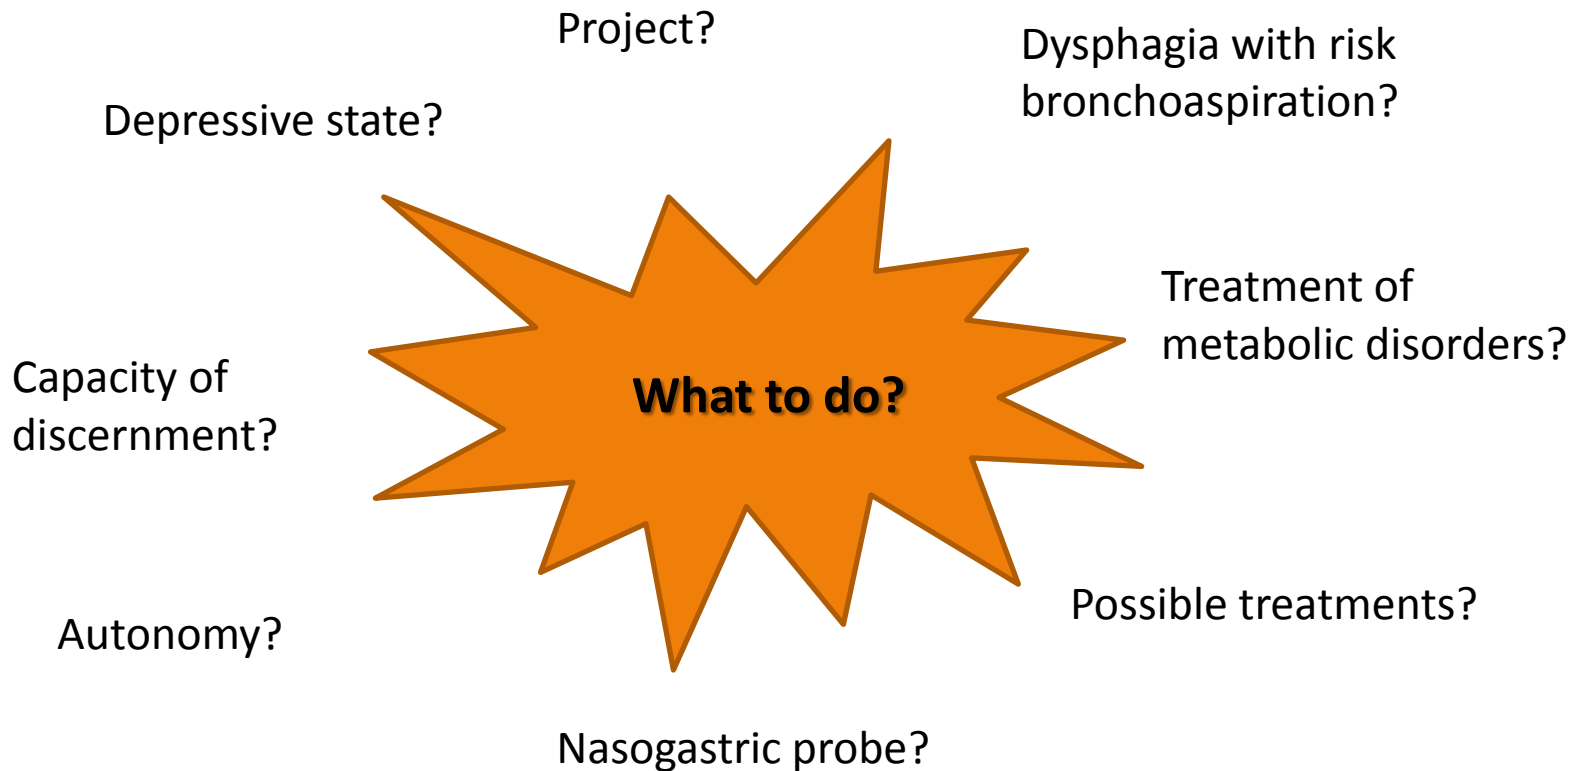 Project?
Dysphagia with risk
bronchoaspiration?
Depressive state?
Treatment of
metabolic disorders?
Capacity of
discernment?
What to do?
Possible treatments?
Autonomy?
Nasogastric probe?